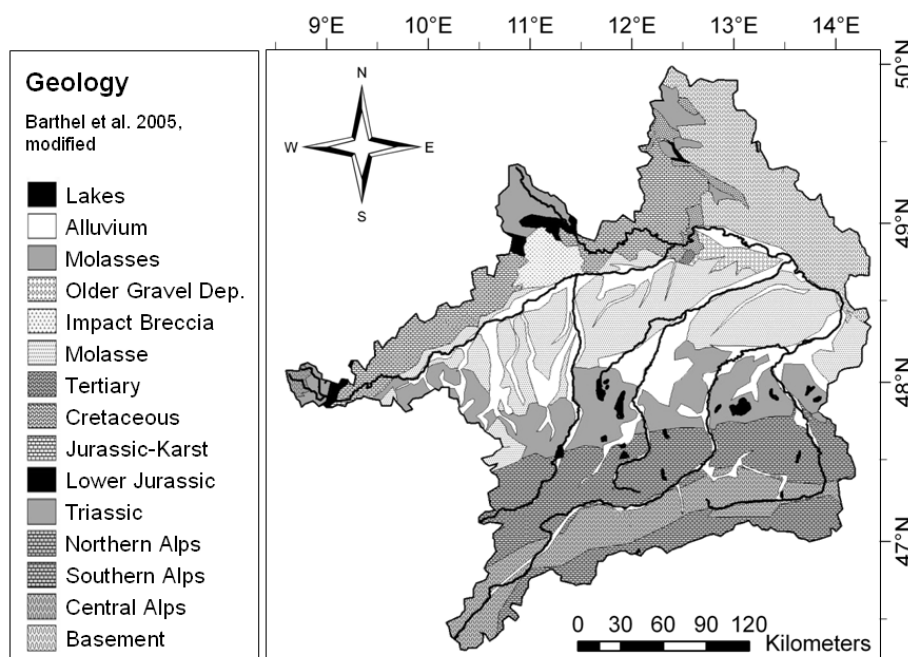 9°E 10°E 11°E 12°E 13°E 14°E
50°N
49°N
48°N
47°N
Geology
Barthel et al. 2005,
modified
Lakes
Alluvium
Molasses
Older Gravel Dep.
Impact Breccia
Molasse
Tertiary
Cretaceous
Jurassic-Karst
Lower Jurassic
Triassic
Northern Alps
Southern Alps
Central Alps
Basement
N
W E
S
0 30 60 90 120
Kilometers